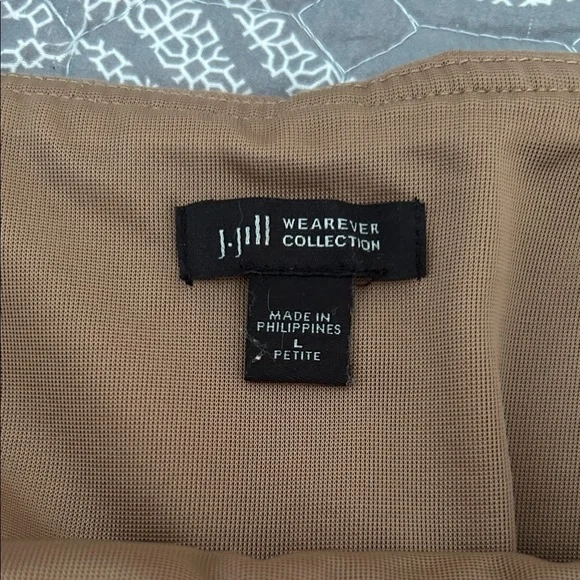 J.Jill WEAREVER
COLLECTION
MADE IN
PHILIPPINES
L
PETITE